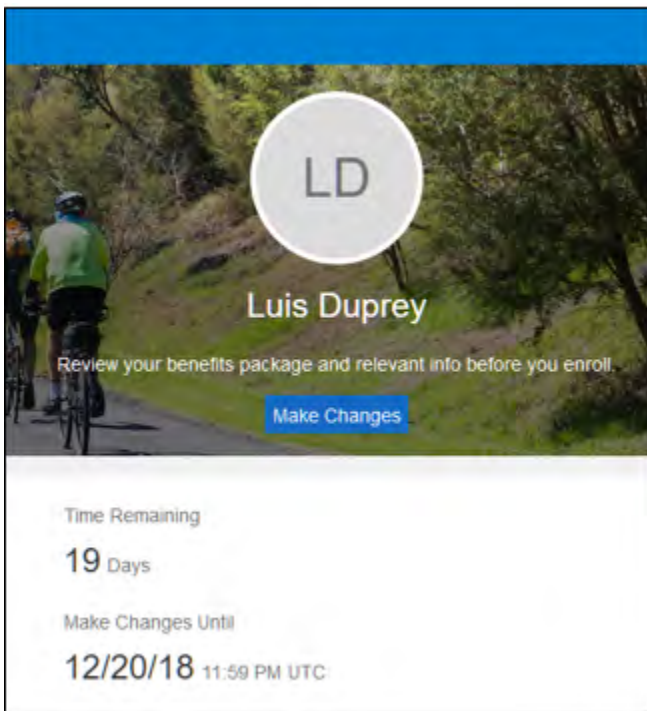 LD
Luis Duprey
Review your benefits package and relevant info before you enroll.
Make Changes
Time Remaining
19 Days
Make Changes Until
12/20/18 11:59 PM UTC